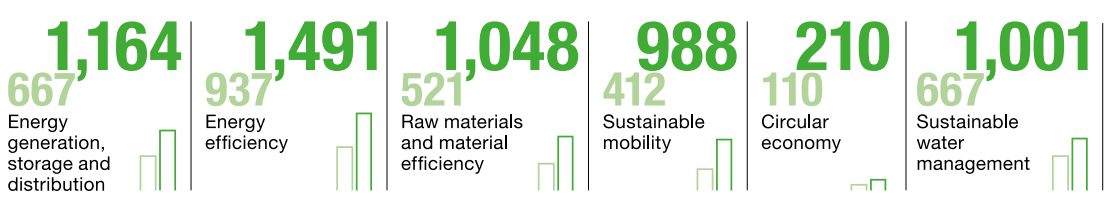 1,164
667
Energy
generation,
storage and
distribution
1,491
937
Energy
efficiency
1,048
521
Raw materials
and material
efficiency
988
412
Sustainable
mobility
210
110
Circular
economy
1,001
667
Sustainable
water
management